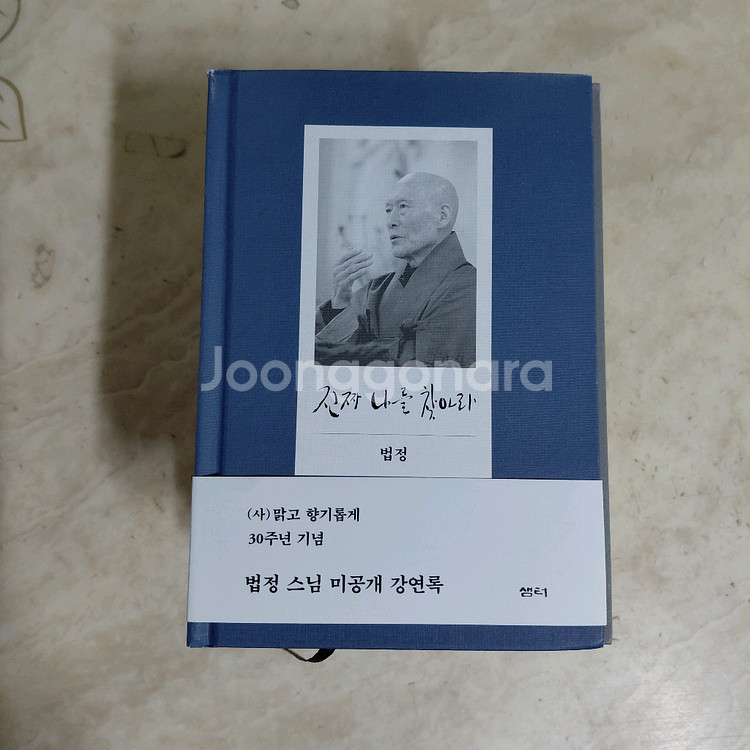 Joonggonara
진짜 나를 찾아라
법정
(사)맑고 향기롭게
30주년 기념
법정 스님 미공개 강연록
샘터